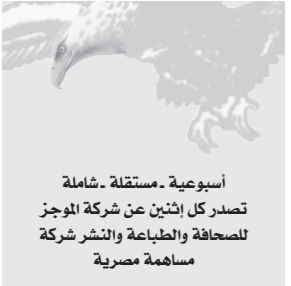 أسبوعية ـ مستقلة ـ شاملة
تصدر كل إثنين عن شركة الموجز
للصحافة والطباعة والنشر شركة
مساهمة مصرية